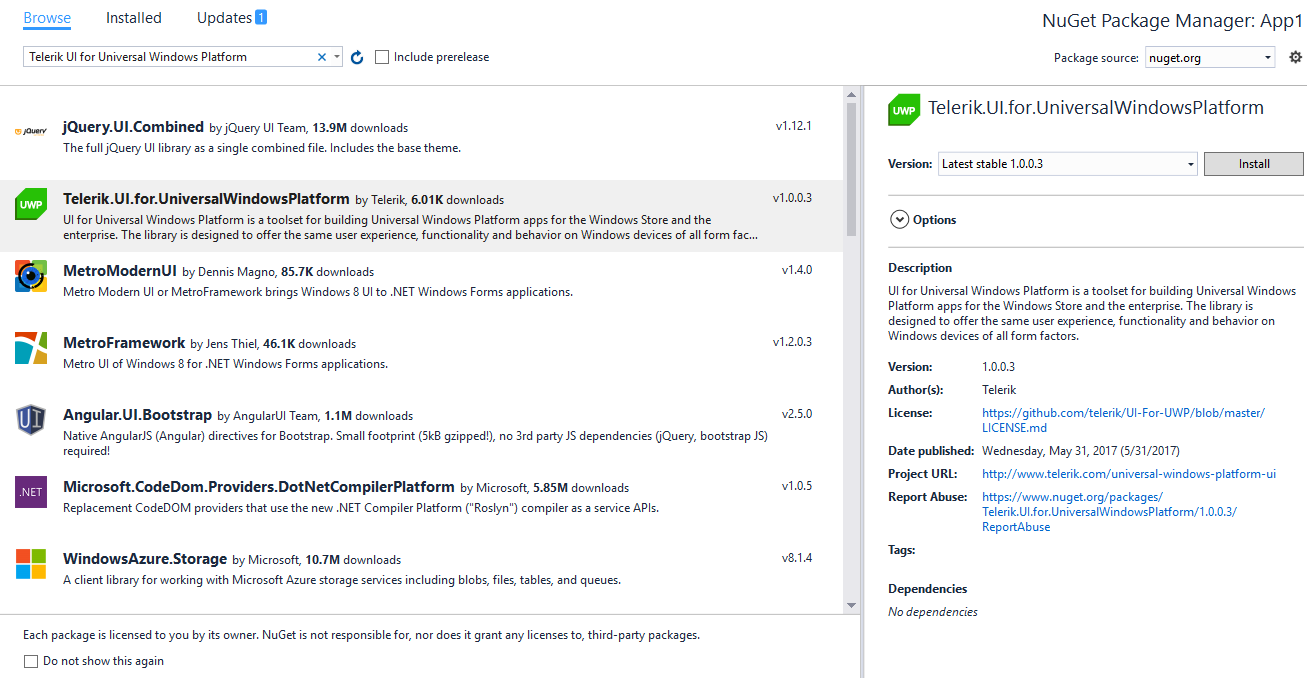 Browse Installed Updates 1
NuGet Package Manager: App1
Telerik UI for Universal Windows Platform
Include prerelease
Package source: nuget.org
jQuery
jQuery.UI.Combined by jQuery UI Team, 13.9M downloads v1.12.1
The full jQuery UI library as a single combined file. Includes the base theme.
UWP
Telerik.UI.for.UniversalWindowsPlatform by Telerik, 6.01K downloads v1.0.0.3
UI for Universal Windows Platform is a toolset for building Universal Windows Platform apps for the Windows Store and the
enterprise. The library is designed to offer the same user experience, functionality and behavior on Windows devices of all form fac...
MetroModernUI by Dennis Magno, 85.7K downloads v1.4.0
Metro Modern UI or MetroFramework brings Windows 8 UI to .NET Windows Forms applications.
MetroFramework by Jens Thiel, 46.1K downloads v1.2.0.3
Metro UI of Windows 8 for .NET Windows Forms applications.
UI
Angular.UI.Bootstrap by AngularUI Team, 1.1M downloads v2.5.0
Native AngularJS (Angular) directives for Bootstrap. Small footprint (5kB gzipped!), no 3rd party JS dependencies (jQuery, bootstrap JS)
required!
.NET
Microsoft.CodeDom.Providers.DotNetCompilerPlatform by Microsoft, 5.85M downloads v1.0.5
Replacement CodeDOM providers that use the new .NET Compiler Platform ("Roslyn") compiler as a service APIs.
WindowsAzure.Storage by Microsoft, 10.7M downloads v8.1.4
A client library for working with Microsoft Azure storage services including blobs, files, tables, and queues.
Each package is licensed to you by its owner. NuGet is not responsible for, nor does it grant any licenses to, third-party packages.
Do not show this again
UWP
Telerik.UI.for.UniversalWindowsPlatform
Version: Latest stable 1.0.0.3 Install
Options
Description
UI for Universal Windows Platform is a toolset for building Universal Windows
Platform apps for the Windows Store and the enterprise. The library is
designed to offer the same user experience, functionality and behavior on
Windows devices of all form factors.
Version: 1.0.0.3
Author(s): Telerik
License: https://github.com/telerik/UI-For-UWP/blob/master/
LICENSE.md
Date published: Wednesday, May 31, 2017 (5/31/2017)
Project URL: http://www.telerik.com/universal-windows-platform-ui
Report Abuse: https://www.nuget.org/packages/
Telerik.UI.for.UniversalWindowsPlatform/1.0.0.3/
ReportAbuse
Tags:
Dependencies
No dependencies